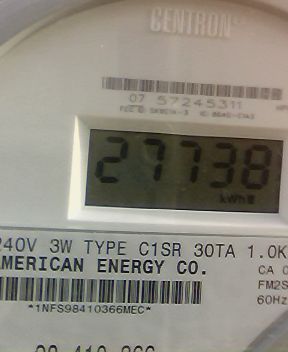 CENTRON
07 57245311
27738
kWh
240V 3W TYPE C1SR 30TA 1.0K
AMERICAN ENERGY CO.
CA 0
FM2S
60Hz
*1NFS98410366MEC*